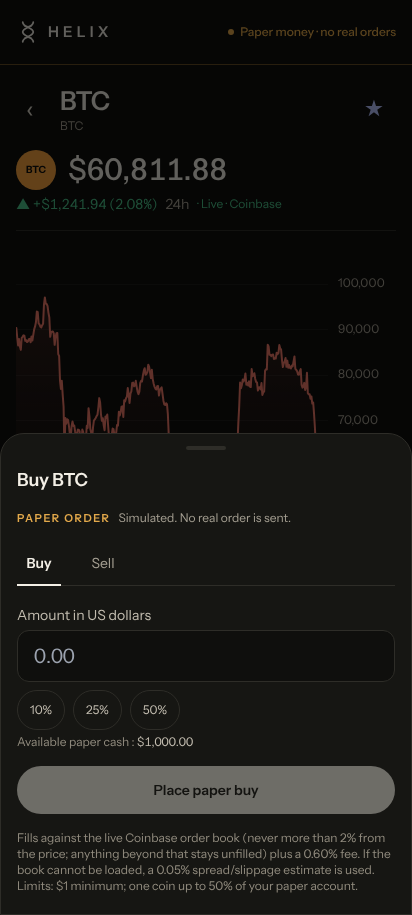 HELIX
Paper money · no real orders
BTC
BTC
BTC
$60,811.88
▲ +$1,241.94 (2.08%) 24h · Live · Coinbase
100,000
90,000
80,000
70,000
Buy BTC
PAPER ORDER Simulated. No real order is sent.
Buy Sell
Amount in US dollars
0.00
10% 25% 50%
Available paper cash : $1,000.00
Place paper buy
Fills against the live Coinbase order book (never more than 2% from
the price; anything beyond that stays unfilled) plus a 0.60% fee. If the
book cannot be loaded, a 0.05% spread/slippage estimate is used.
Limits: $1 minimum; one coin up to 50% of your paper account.